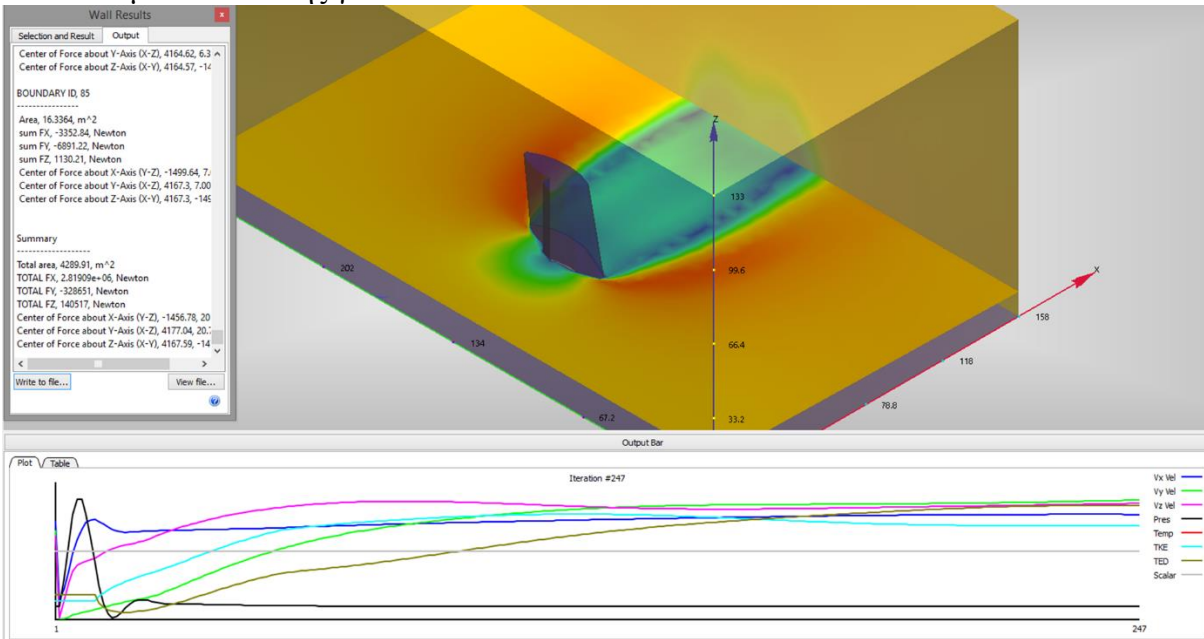 Wall Results
x
Selection and Result Output
Center of Force about Y-Axis (X-Z), 4164.62, 6.3
Center of Force about Z-Axis (X-Y), 4164.57, -14
BOUNDARY ID, 85
----------------
Area, 16.3364, m^2
sum FX, -3352.84, Newton
sum FY, -6891.22, Newton
sum FZ, 1130.21, Newton
Center of Force about X-Axis (Y-Z), -1499.64, 7.
Center of Force about Y-Axis (X-Z), 4167.3, 7.00
Center of Force about Z-Axis (X-Y), 4167.3, -149
Summary
-------------------
Total area, 4289.91, m^2
TOTAL FX, 2.81909e+06, Newton
TOTAL FY, -328651, Newton
TOTAL FZ, 140517, Newton
Center of Force about X-Axis (Y-Z), -1456.78, 20
Center of Force about Y-Axis (X-Z), 4177.04, 20.
Center of Force about Z-Axis (X-Y), 4167.59, -14
Write to file...
View file...
Z
133
X
202
99.6
158
134
66.4
118
78.8
67.2
33.2
Output Bar
Plot Table
Iteration #247
Vx Vel
Vy Vel
Vz Vel
Pres
Temp
TKE
TED
Scalar
1
247